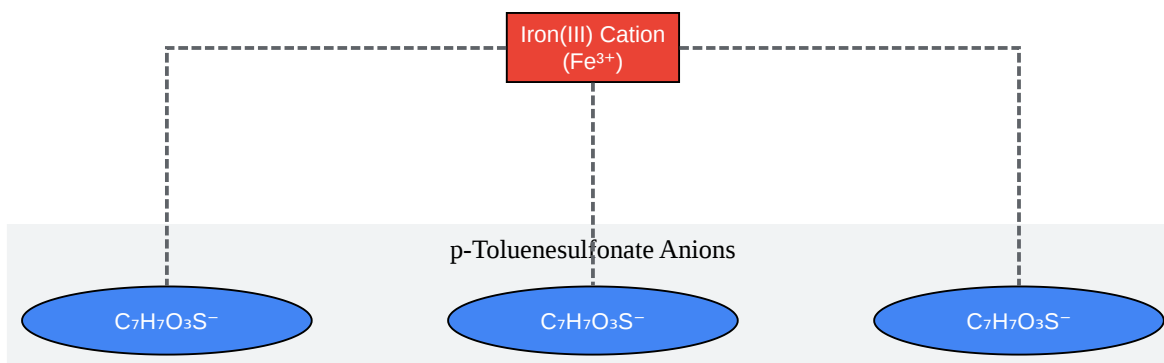 Iron(III) Cation
(Fe³⁺)
p-Toluenesulfonate Anions
C₇H₇O₃S⁻
C₇H₇O₃S⁻
C₇H₇O₃S⁻